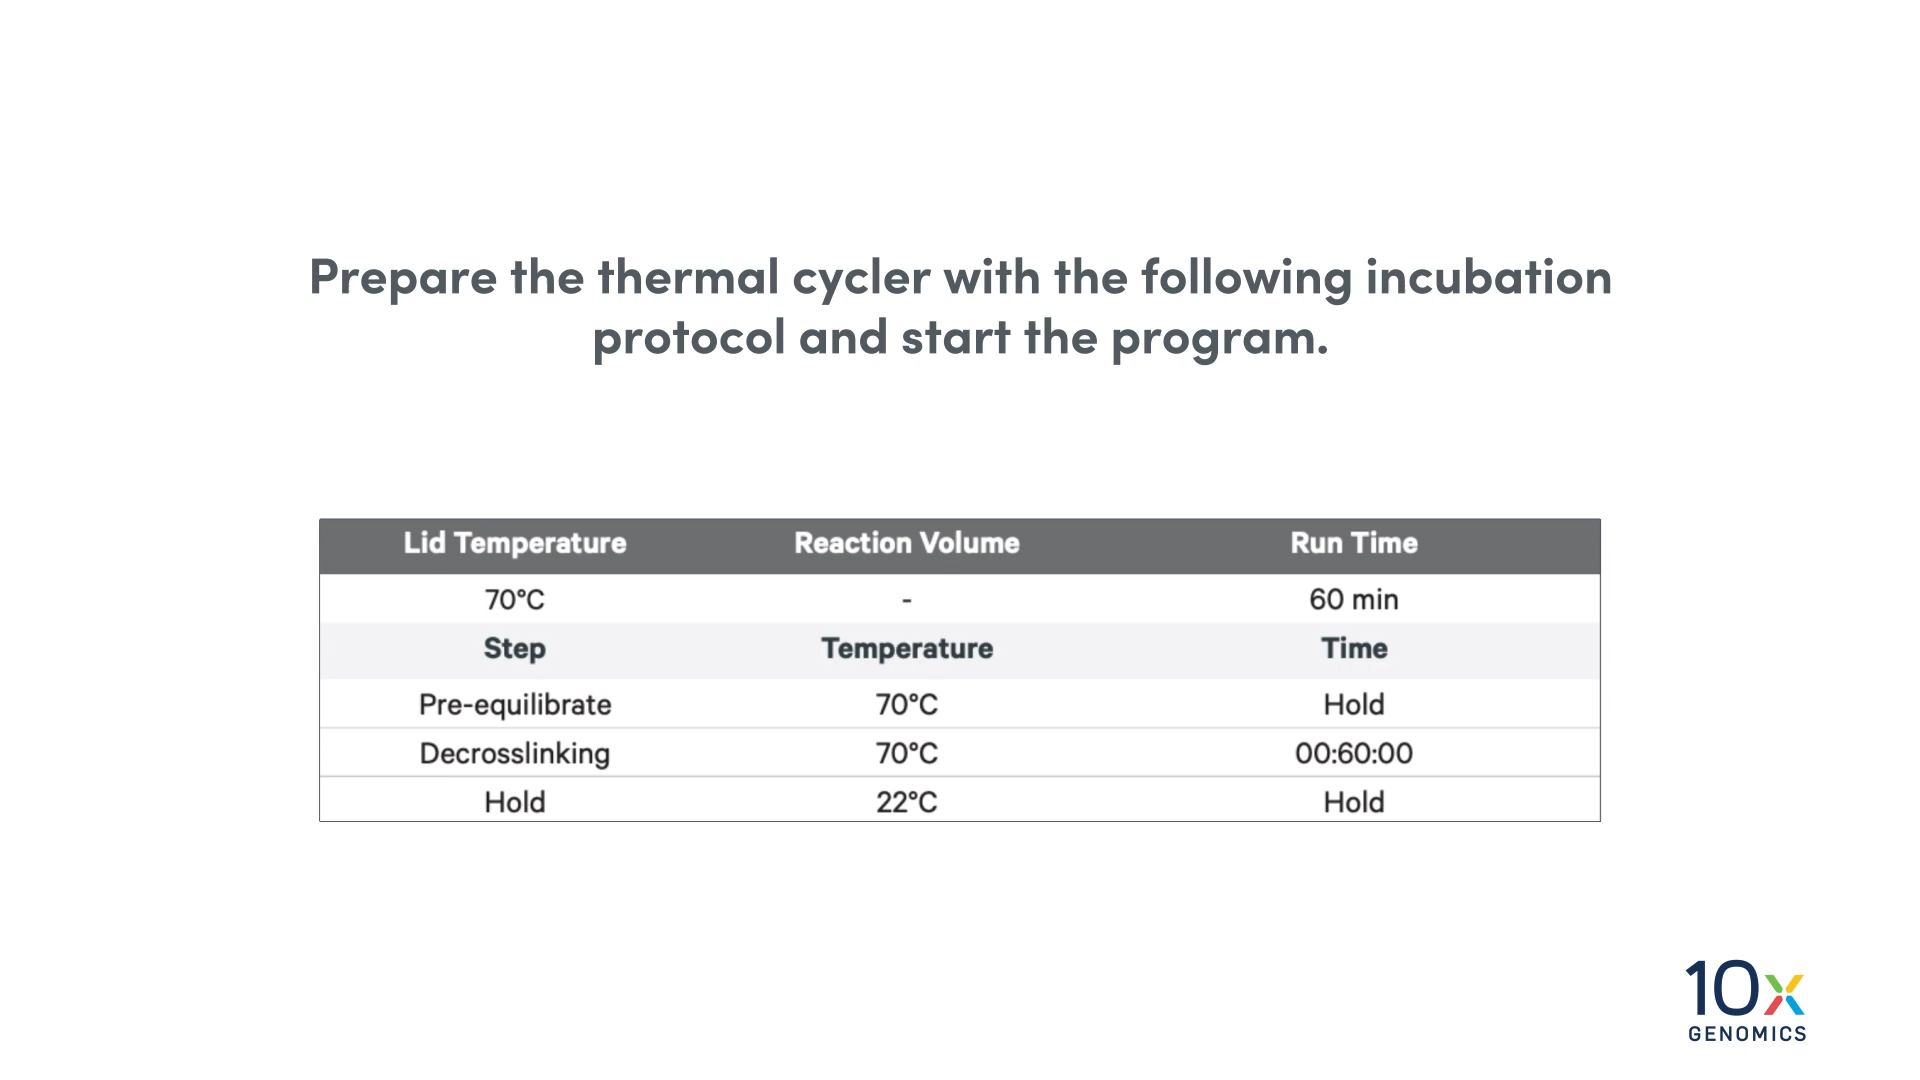 Prepare the thermal cycler with the following incubation
protocol and start the program.
Lid Temperature Reaction Volume Run Time
70°C - 60 min
Step Temperature Time
Pre-equilibrate 70°C Hold
Decrosslinking 70°C 00:60:00
Hold 22°C Hold
10x
GENOMICS